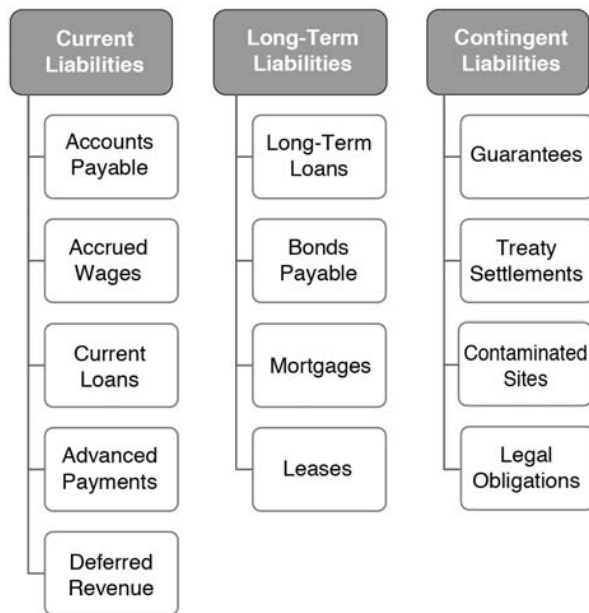 Current
Liabilities
Accounts
Payable
Accrued
Wages
Current
Loans
Advanced
Payments
Deferred
Revenue
Long-Term
Liabilities
Long-Term
Loans
Bonds
Payable
Mortgages
Leases
Contingent
Liabilities
Guarantees
Treaty
Settlements
Contaminated
Sites
Legal
Obligations